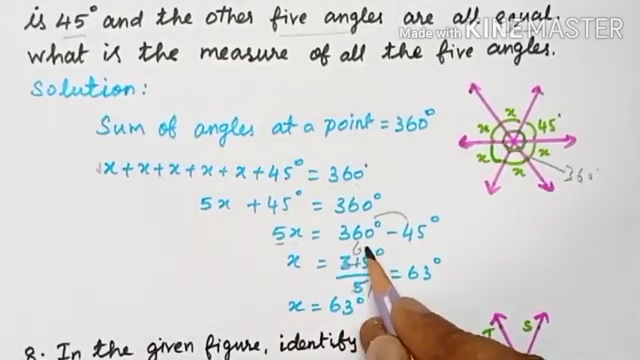 is 45° and the other five angles are all equal.
Made with KINEMASTER
what is the measure of all the five angles.
Solution:
Sum of angles at a point = 360°
x + x + x + x + x + 45° = 360°
5x + 45° = 360°
5x = 360° - 45°
x = 315°/5 = 63°
x = 63°
x
x 45°
x x
x
360°
8. In the given figure, identify
T S